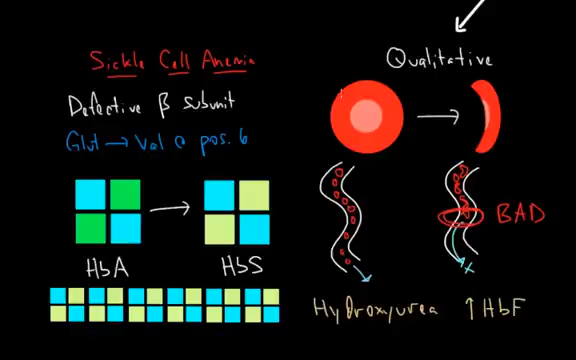 Sickle Cell Anemia
Defective β subunit
Glut → Val @ pos. 6
HbA → HbS
Qualitative
BAD
Hydroxyurea ↑HbF